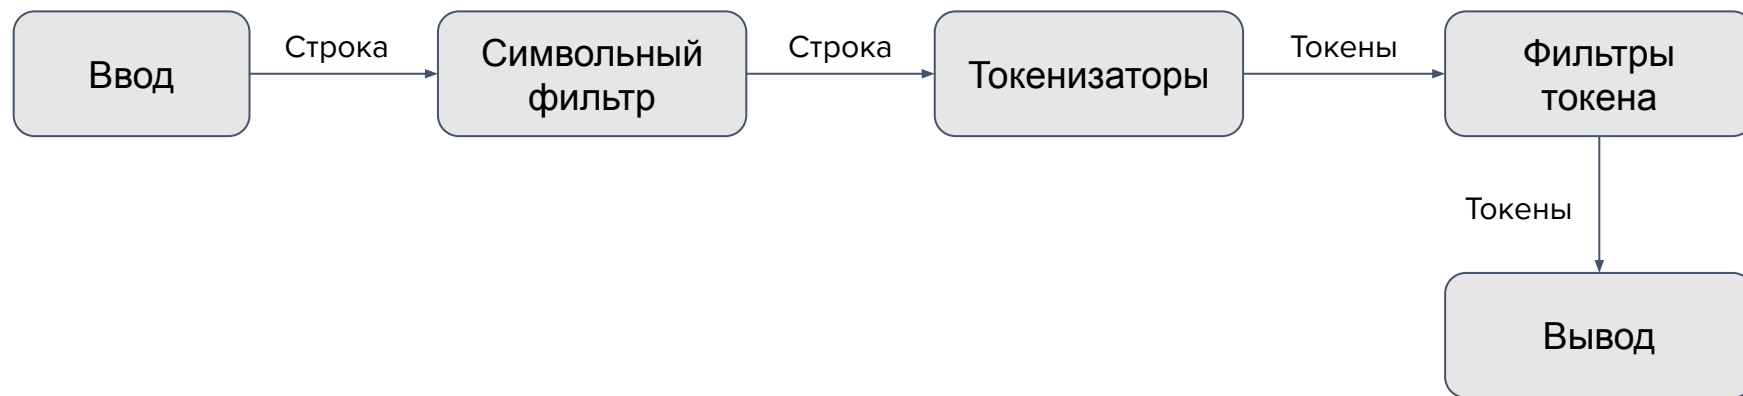 Ввод
Строка
Символьный
фильтр
Строка
Токенизаторы
Токены
Фильтры
токена
Токены
Вывод